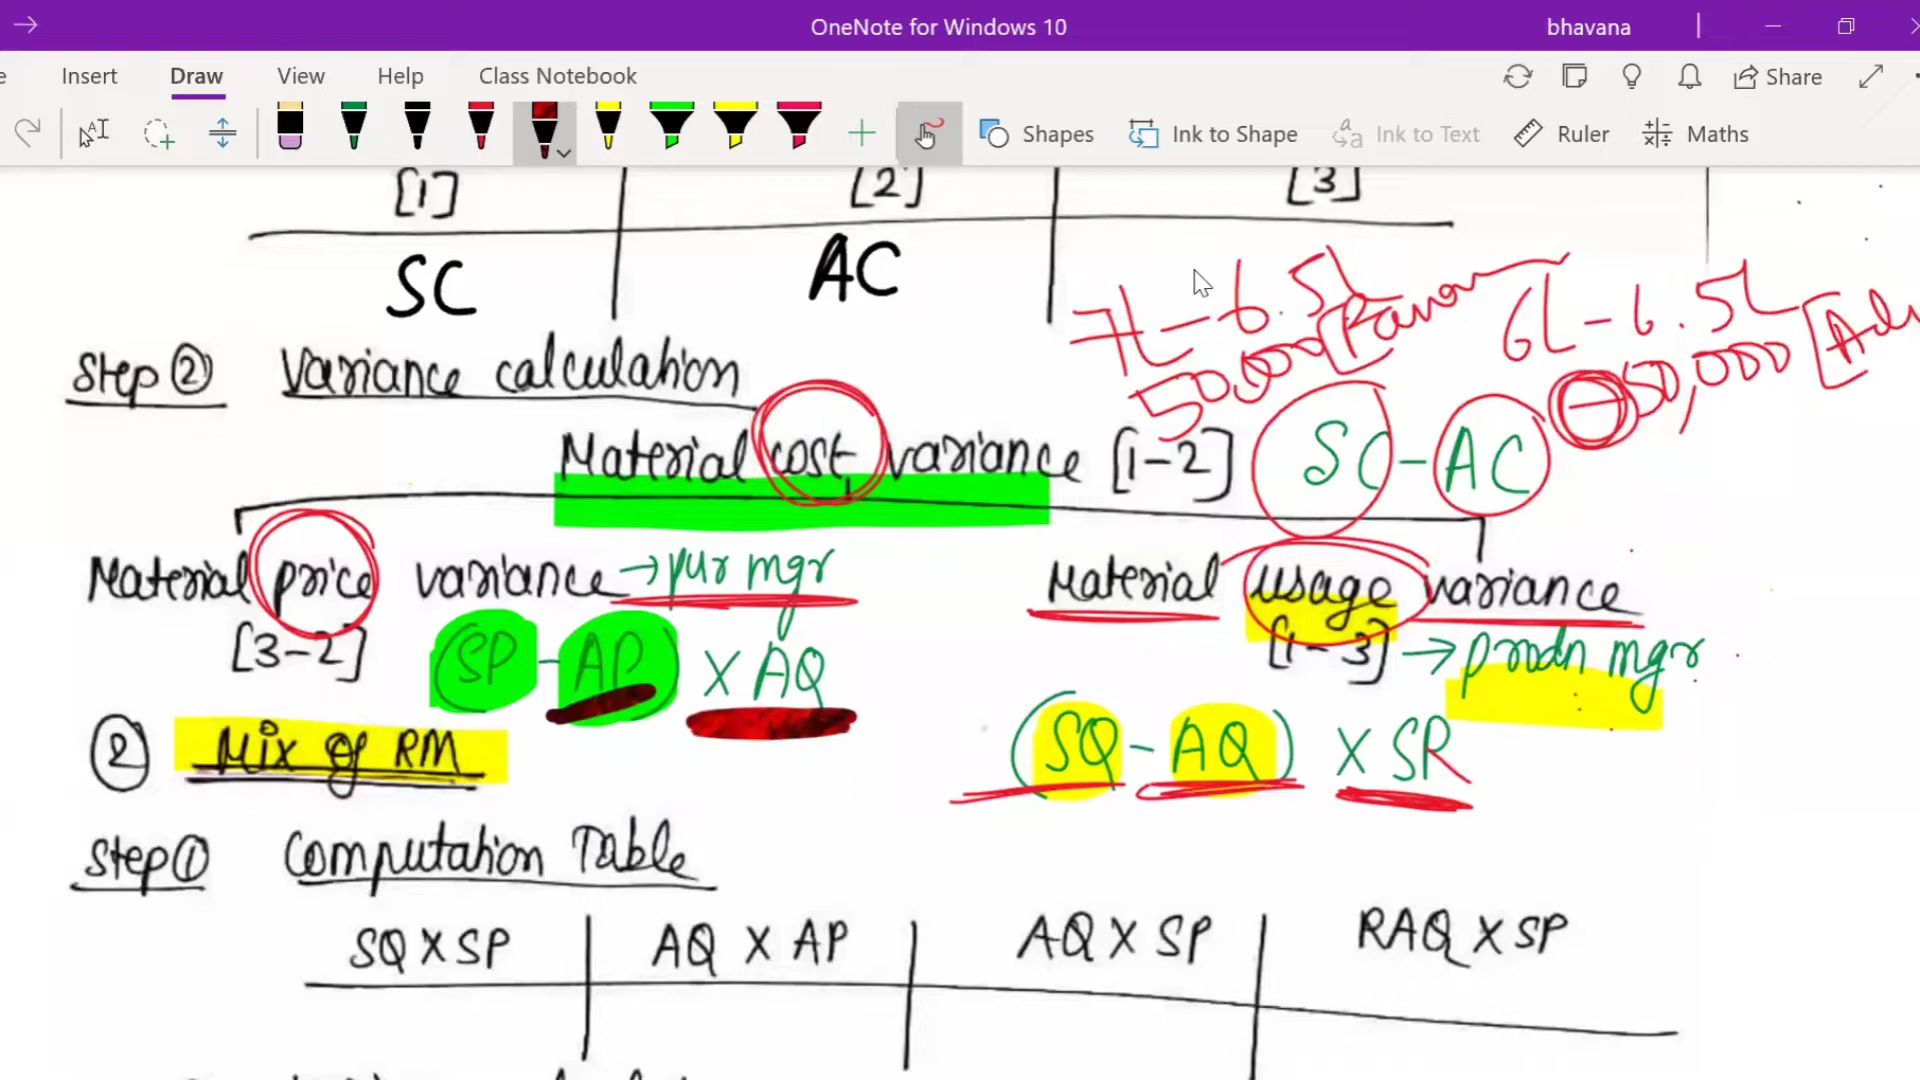 OneNote for Windows 10
bhavana
Insert Draw View Help Class Notebook
Share
Shapes Ink to Shape Ink to Text Ruler Maths
[1] [2] [3]
SC AC
7L - 6.5L 6L - 6.5L
50,000 - 50,000
Step ② Variance calculation
Material cost variance [1-2] SC - AC
Material price variance → pur mgr
Material usage variance
[3-2] (SP - AP) X AQ
[1-3] → prodn mgr
(SQ - AQ) X SR
② Mix of RM
Step ① Computation Table
SQ X SP AQ X AP AQ X SP RAQ X SP